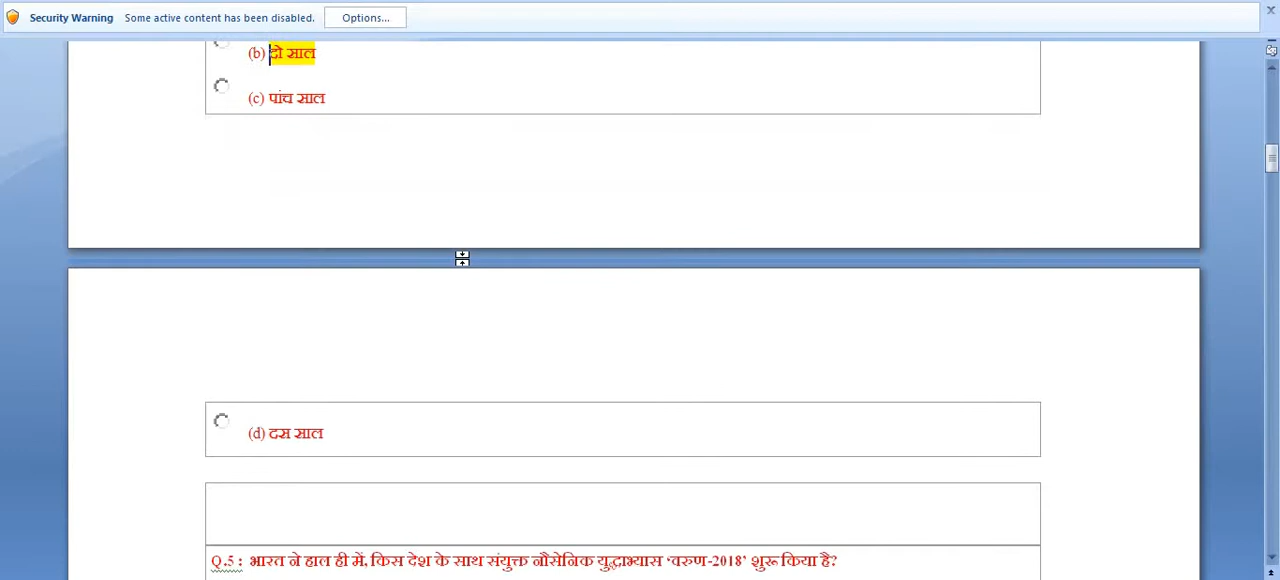 Security Warning Some active content has been disabled. Options...
(b) दो साल
(c) पांच साल
(d) दस साल
Q.5 : भारत ने हाल ही में, किस देश के साथ संयुक्त नौसेनिक युद्धाभ्यास ‘वरुण-2018’ शुरू किया है?